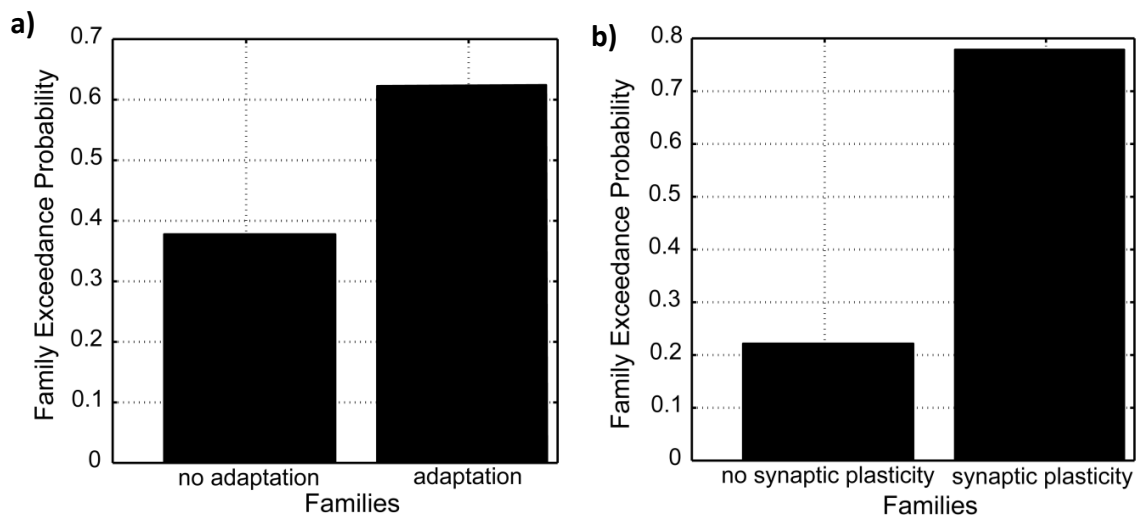 a)
Family Exceedance Probability
0.7
0.6
0.5
0.4
0.3
0.2
0.1
0
no adaptation adaptation
Families
b)
Family Exceedance Probability
0.8
0.7
0.6
0.5
0.4
0.3
0.2
0.1
0
no synaptic plasticity synaptic plasticity
Families